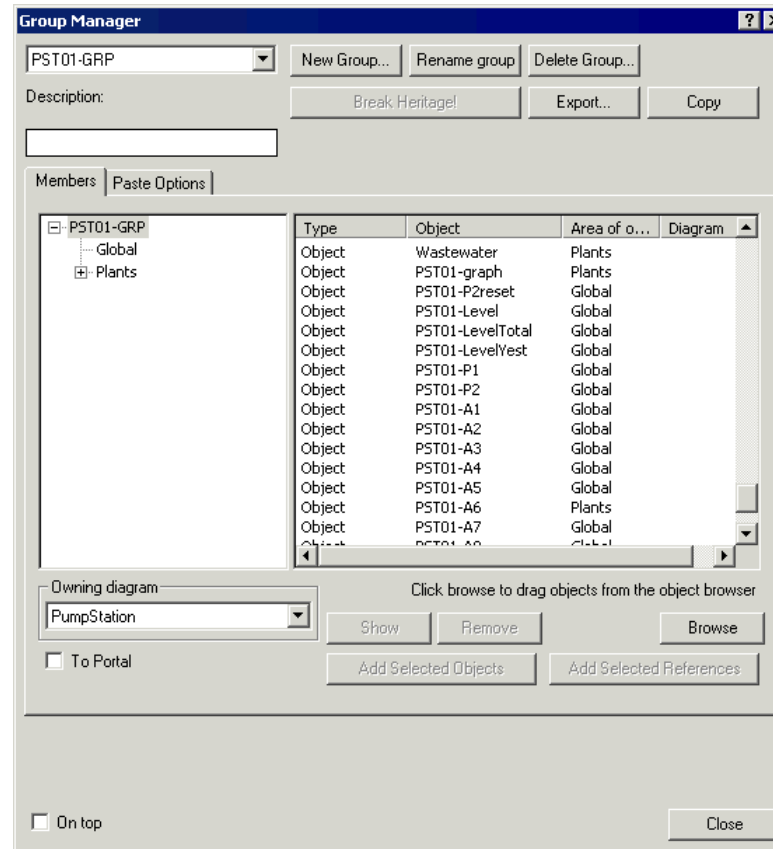 Group Manager
PST01-GRP
New Group...
Rename group
Delete Group...
Description:
Break Heritage!
Export...
Copy
Members
Paste Options
PST01-GRP
Global
Plants
Type Object Area of o... Diagram
Object Wastewater Plants
Object PST01-graph Plants
Object PST01-P2reset Global
Object PST01-Level Global
Object PST01-LevelTotal Global
Object PST01-LevelYest Global
Object PST01-P1 Global
Object PST01-P2 Global
Object PST01-A1 Global
Object PST01-A2 Global
Object PST01-A3 Global
Object PST01-A4 Global
Object PST01-A5 Global
Object PST01-A6 Plants
Object PST01-A7 Global
Owning diagram
PumpStation
Click browse to drag objects from the object browser
Show
Remove
Browse
To Portal
Add Selected Objects
Add Selected References
On top
Close